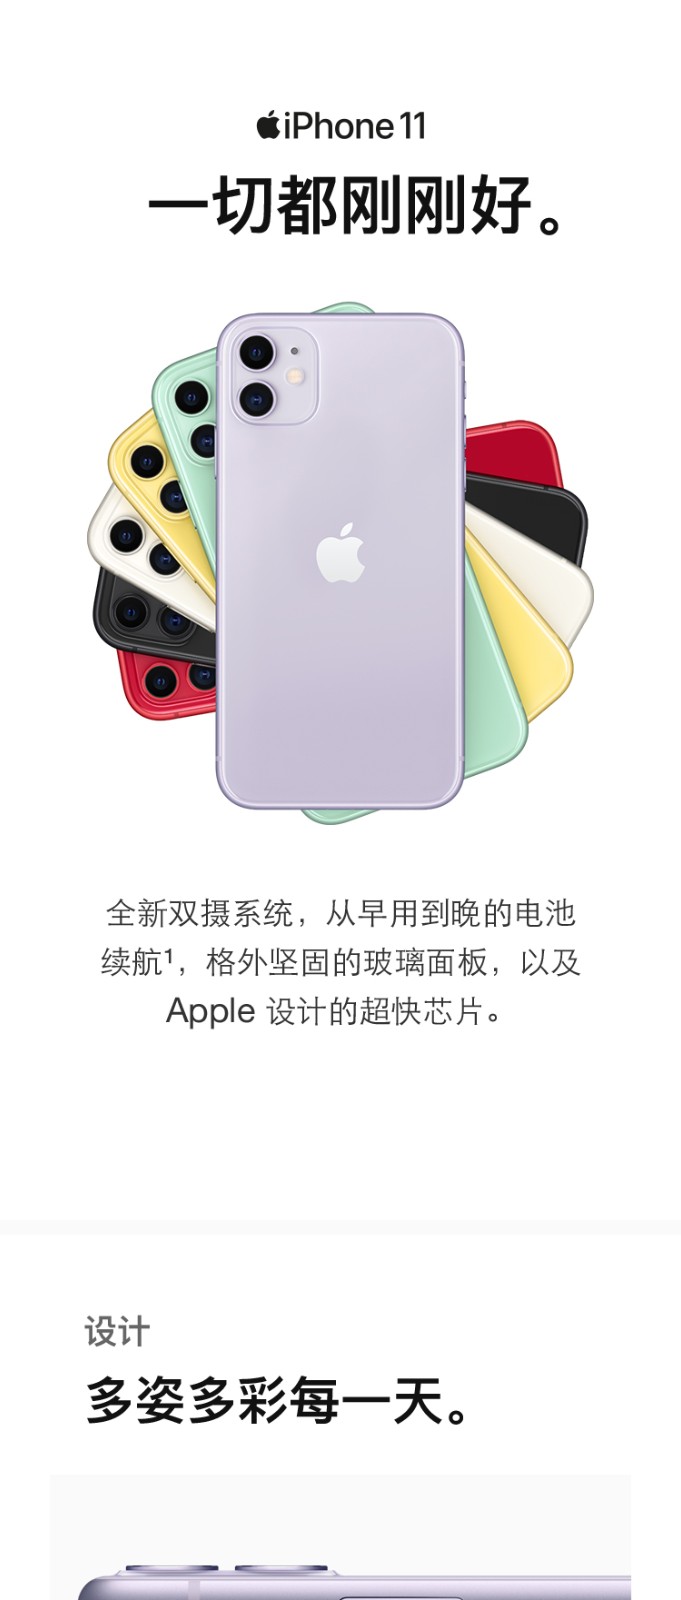 iPhone 11
一切都刚刚好。
全新双摄系统，从早用到晚的电池
续航¹，格外坚固的玻璃面板，以及
Apple 设计的超快芯片。
设计
多姿多彩每一天。